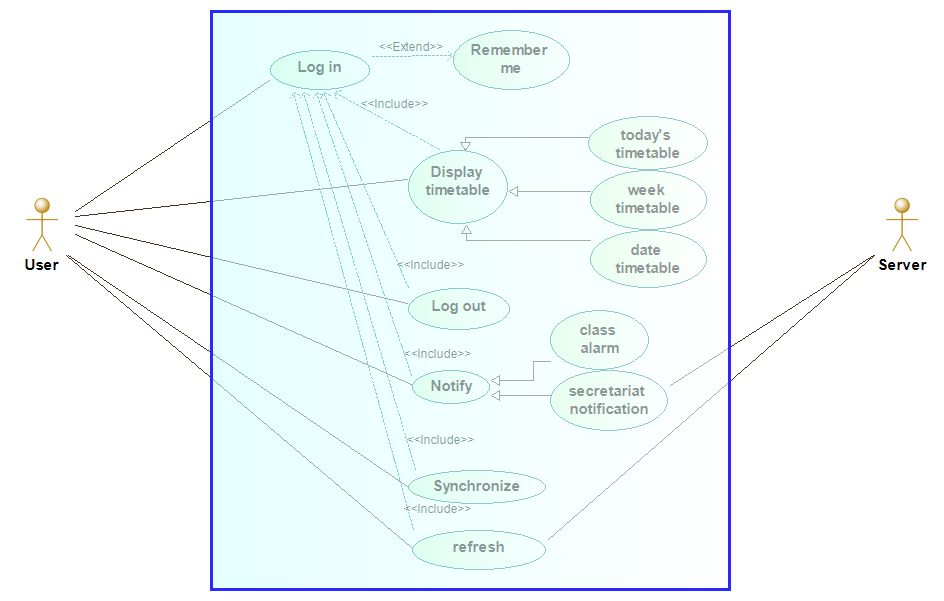 <<Extend>>
Remember
me
Log in
<<Include>>
today's
timetable
Display
timetable
week
timetable
User
Server
date
timetable
<<Include>>
Log out
class
alarm
<<Include>>
Notify
secretariat
notification
<<Include>>
Synchronize
<<Include>>
refresh